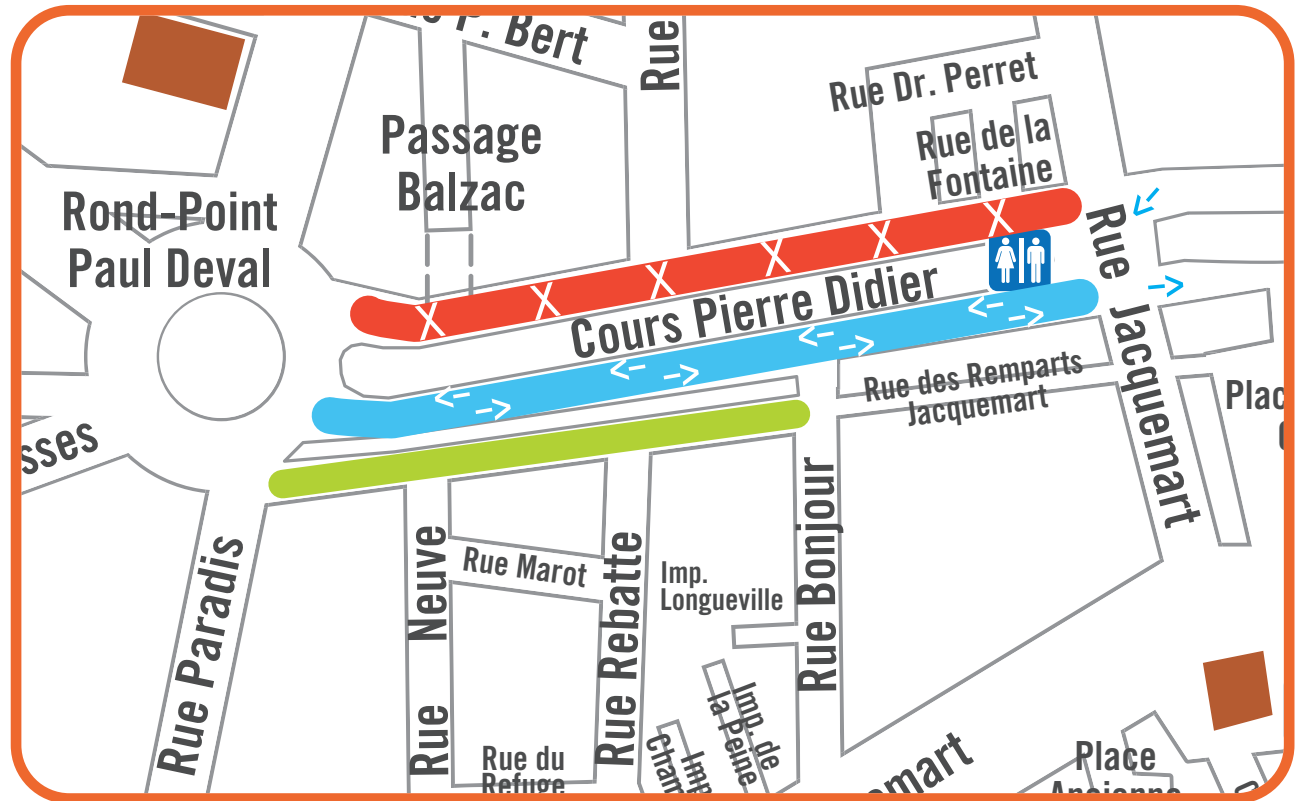 P. Bert
Rue
Rue Dr. Perret
Passage
Balzac
Rue de la
Fontaine
Rond-Point
Paul Deval
Cours Pierre Didier
Rue Jacquemart
Rue des Remparts
Jacquemart
Rue Paradis
Rue Neuve
Rue Marot
Rue Rebatte
Imp.
Longueville
Rue Bonjour
Imp. de
la Peine
Rue du
Refuge
Place